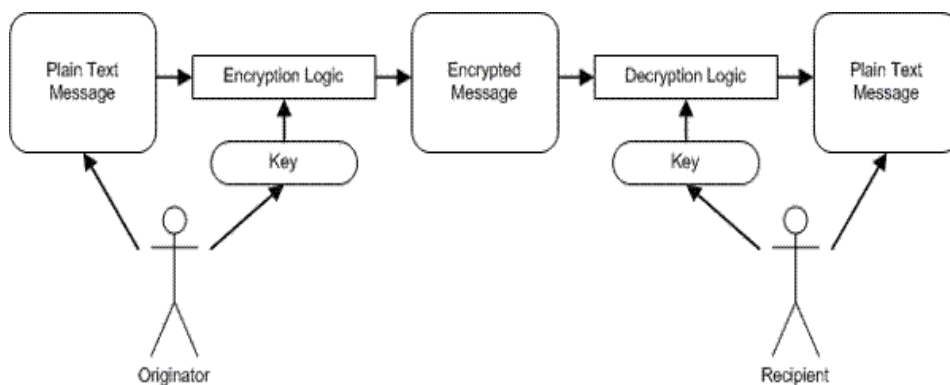 Plain Text
Message
Encryption Logic
Encrypted
Message
Decryption Logic
Plain Text
Message
Key
Key
Originator
Recipient